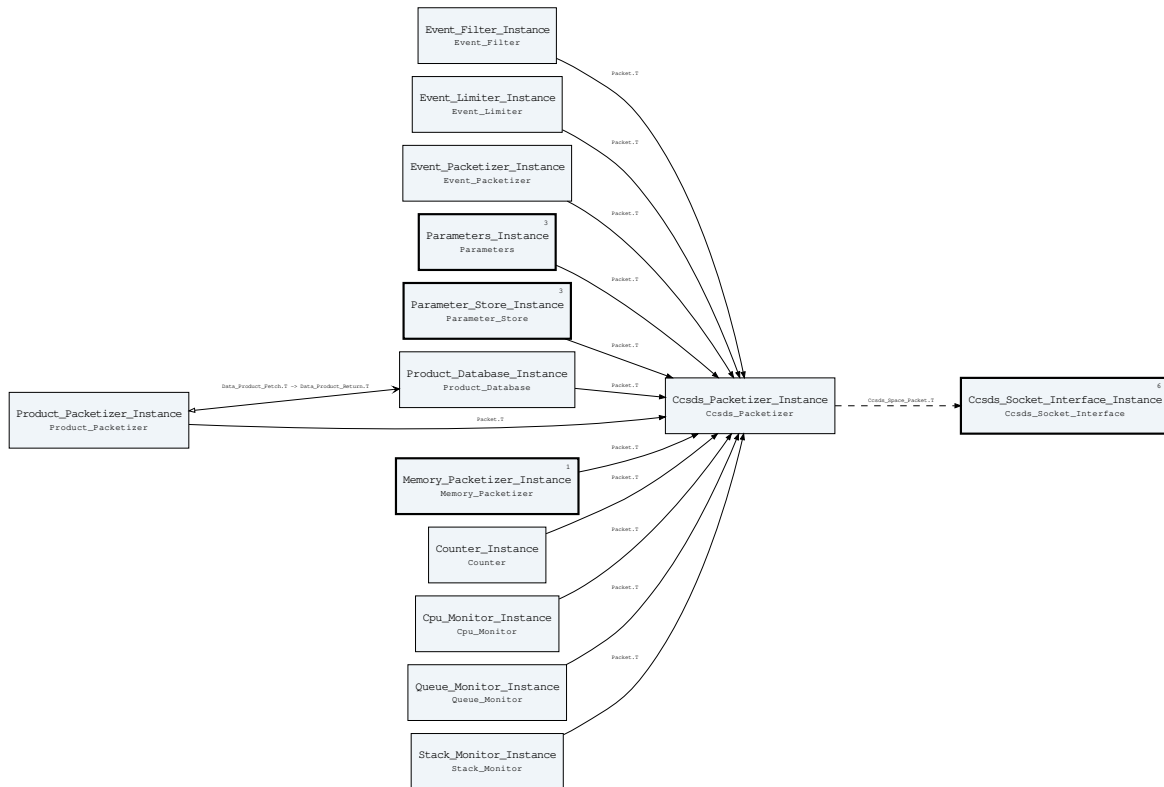 Event_Filter_Instance
Event_Filter
Packet.T
Event_Limiter_Instance
Event_Limiter
Packet.T
Event_Packetizer_Instance
Event_Packetizer
Packet.T
3
Parameters_Instance
Parameters
Packet.T
3
Parameter_Store_Instance
Parameter_Store
Packet.T
Product_Database_Instance
Product_Database
Packet.T
Data_Product_Fetch.T -> Data_Product_Return.T
Product_Packetizer_Instance
Product_Packetizer
Packet.T
Ccsds_Packetizer_Instance
Ccsds_Packetizer
Ccsds_Space_Packet.T
6
Ccsds_Socket_Interface_Instance
Ccsds_Socket_Interface
1
Memory_Packetizer_Instance
Memory_Packetizer
Packet.T
Counter_Instance
Counter
Packet.T
Cpu_Monitor_Instance
Cpu_Monitor
Packet.T
Queue_Monitor_Instance
Queue_Monitor
Packet.T
Stack_Monitor_Instance
Stack_Monitor
Packet.T